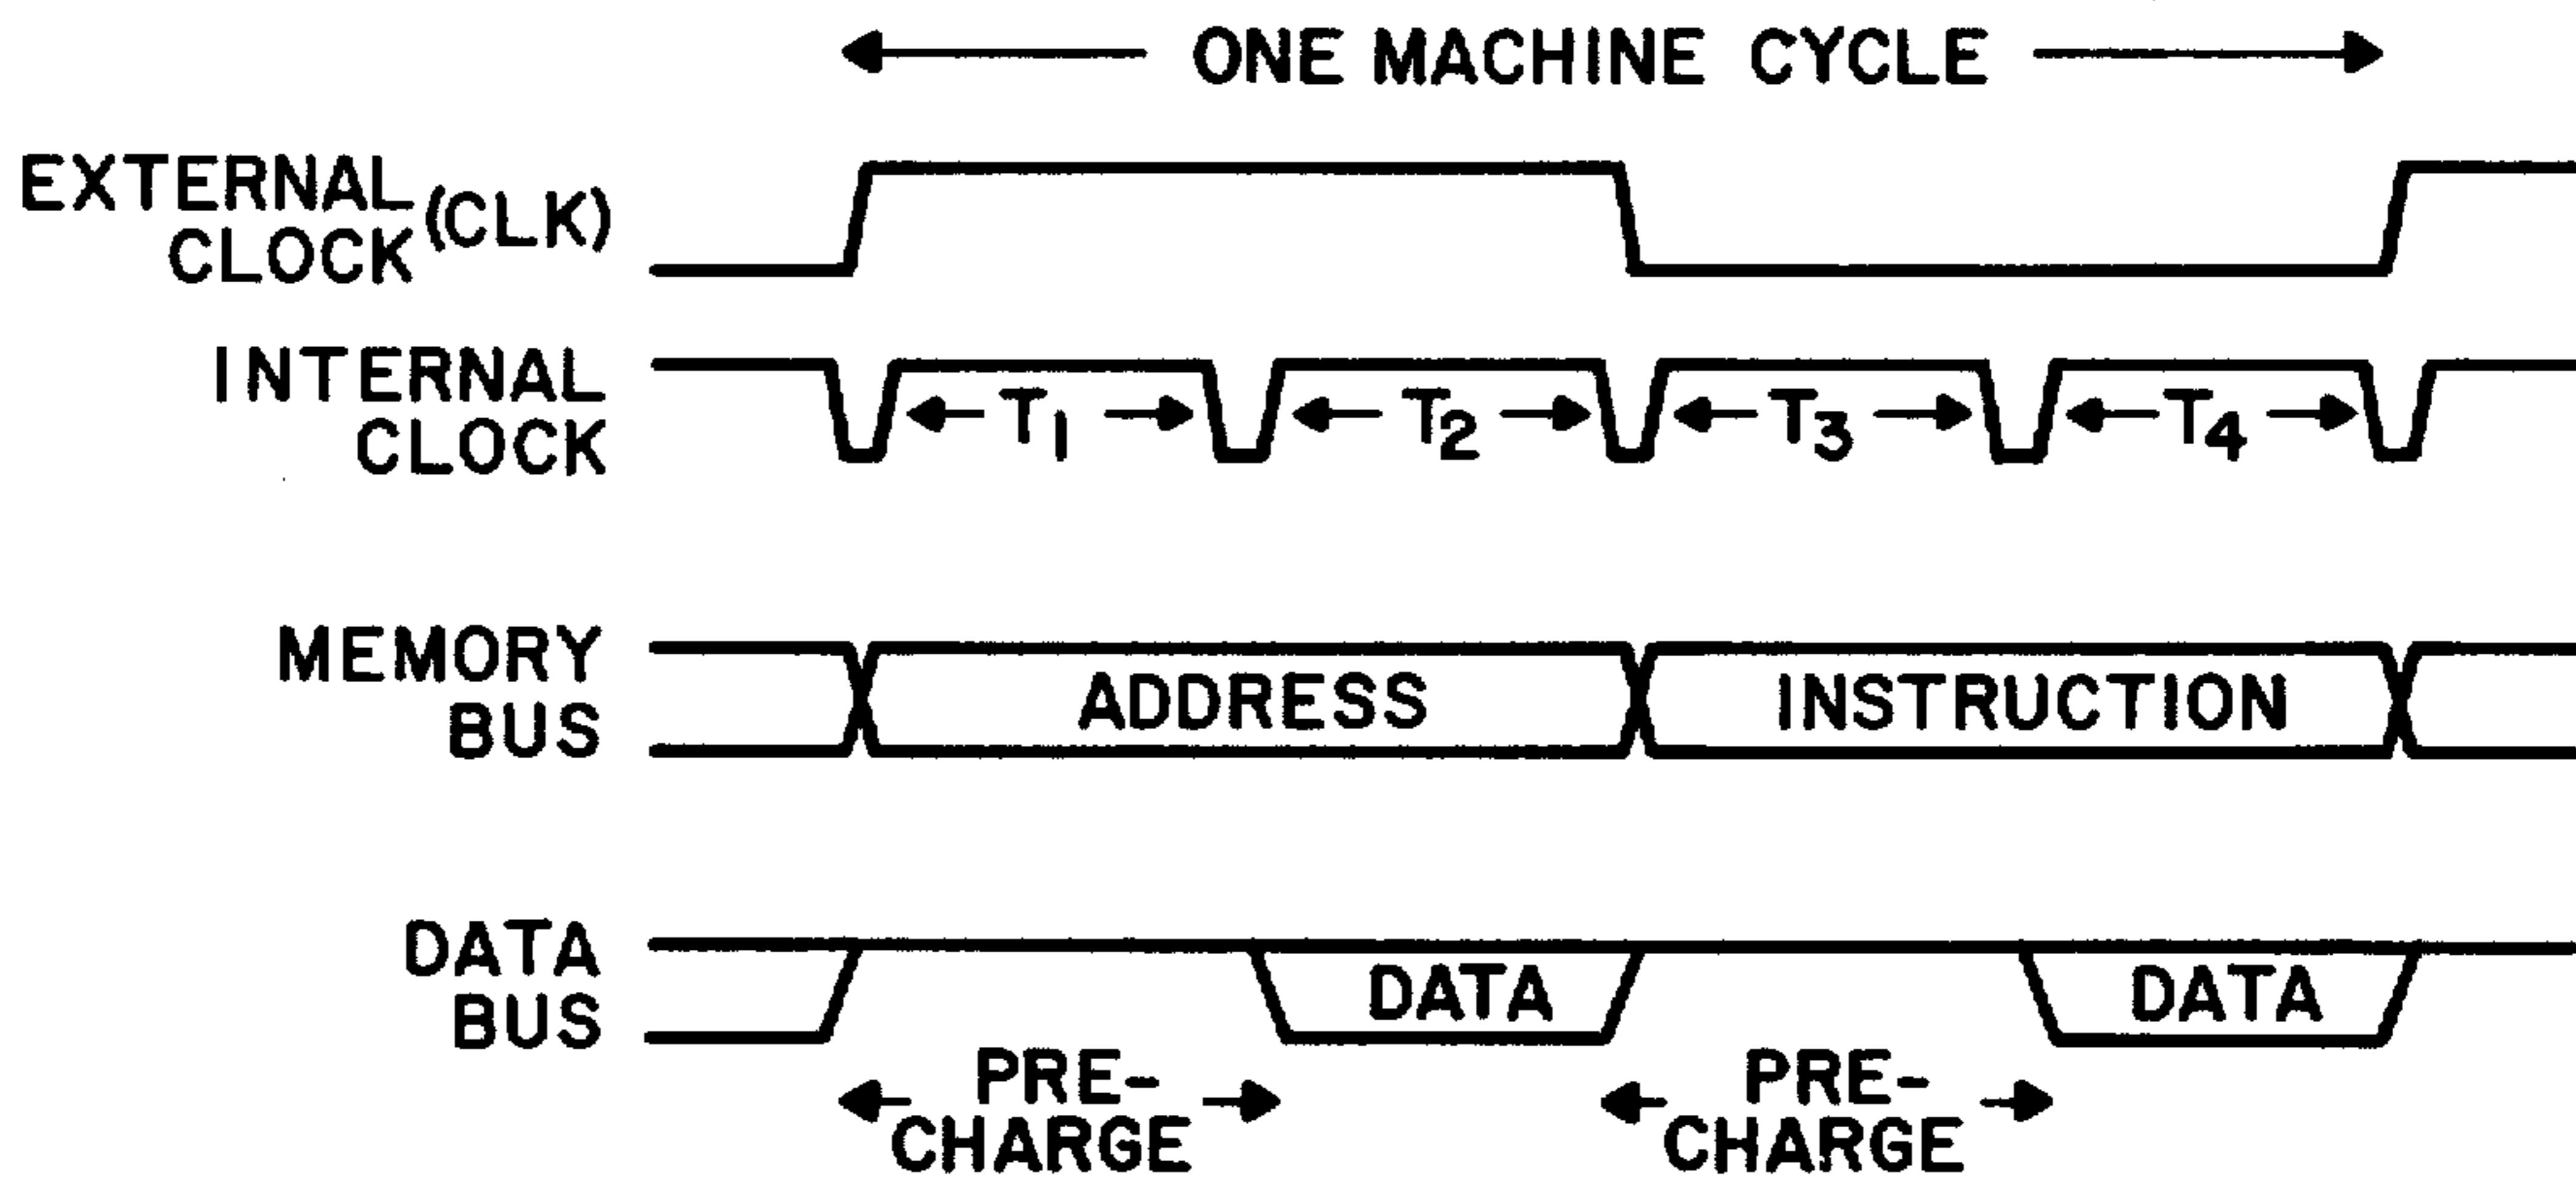 ONE MACHINE CYCLE
EXTERNAL
CLOCK (CLK)
INTERNAL
CLOCK
T1 T2 T3 T4
MEMORY
BUS
ADDRESS INSTRUCTION
DATA
BUS
DATA DATA
PRE-
CHARGE
PRE-
CHARGE